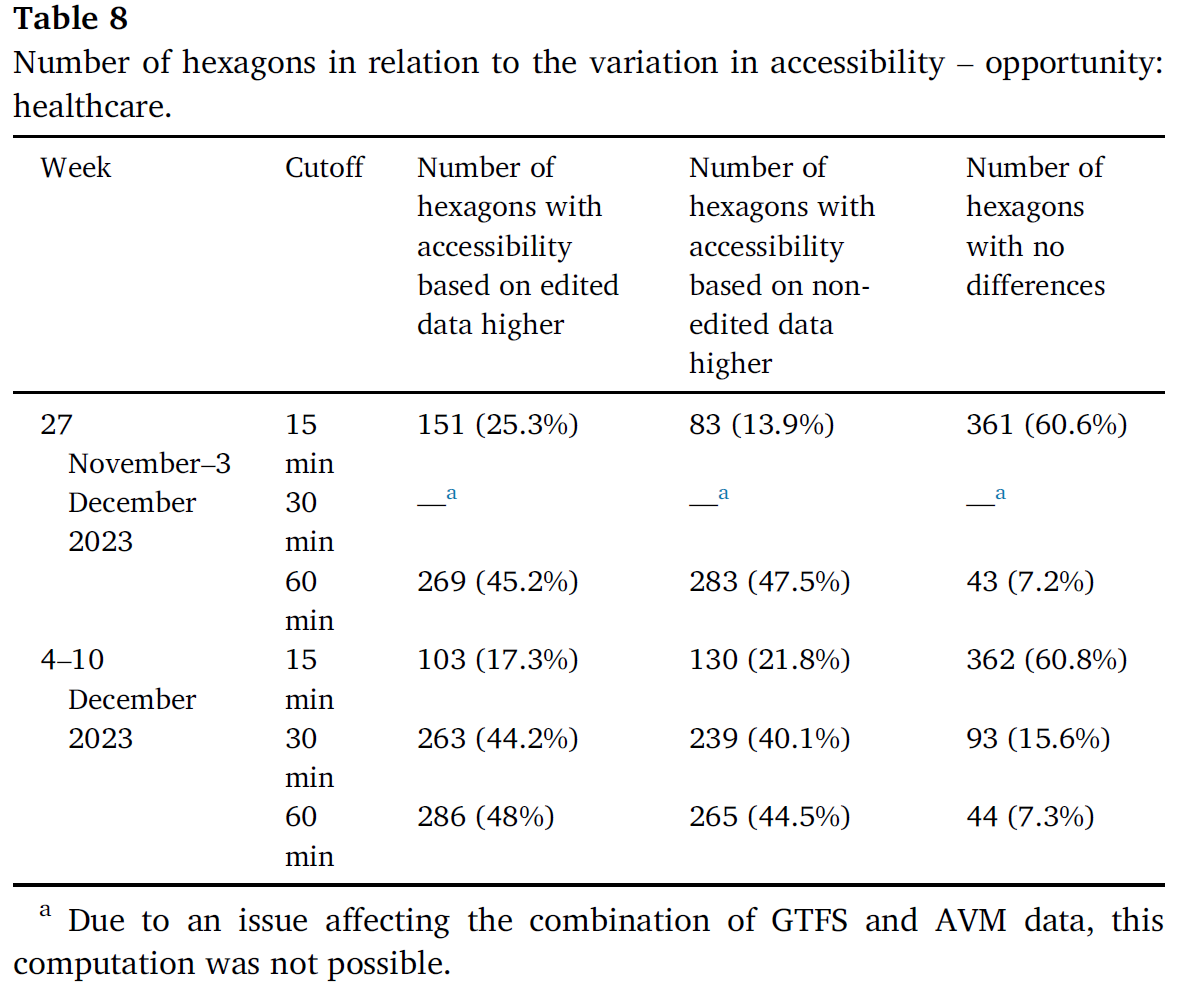 Table 8
Number of hexagons in relation to the variation in accessibility – opportunity:
healthcare.
Week Cutoff Number of hexagons with accessibility based on edited data higher Number of hexagons with accessibility based on non-edited data higher Number of hexagons with no differences
27 November–3 December 2023 15 min 151 (25.3%) 83 (13.9%) 361 (60.6%)
30 min —a —a —a
60 min 269 (45.2%) 283 (47.5%) 43 (7.2%)
4–10 December 2023 15 min 103 (17.3%) 130 (21.8%) 362 (60.8%)
30 min 263 (44.2%) 239 (40.1%) 93 (15.6%)
60 min 286 (48%) 265 (44.5%) 44 (7.3%)
a Due to an issue affecting the combination of GTFS and AVM data, this
computation was not possible.